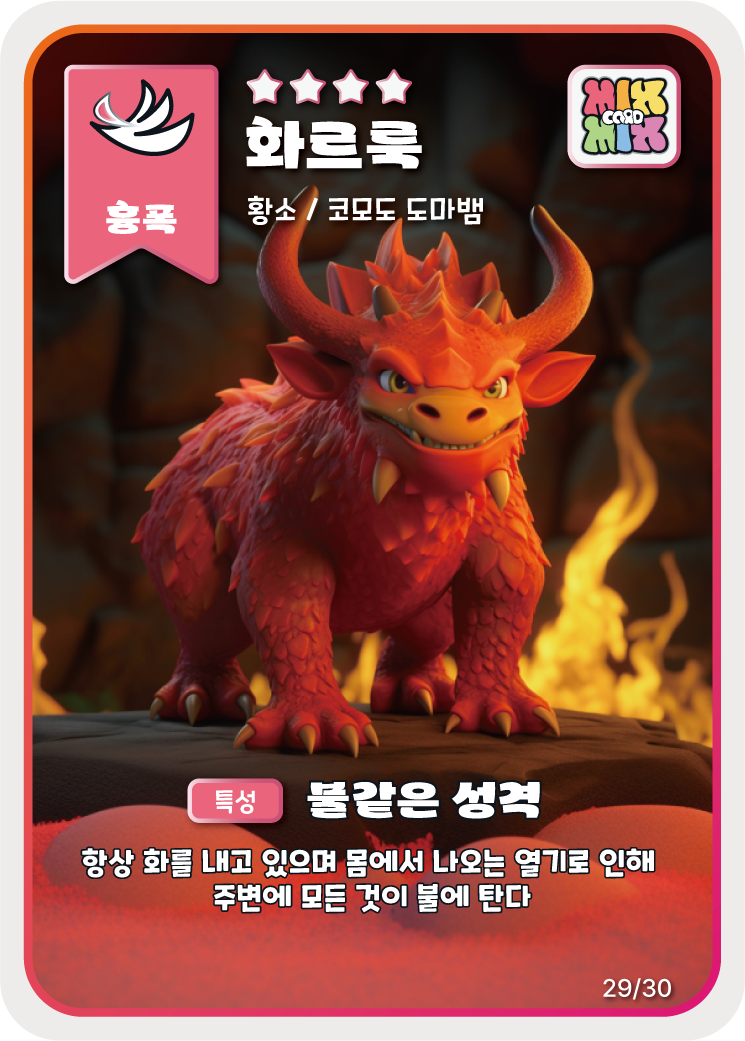 흉폭
화르륵
황소 / 코모도 도마뱀
MIX
CARD
MIX
특성
불같은 성격
항상 화를 내고 있으며 몸에서 나오는 열기로 인해
주변에 모든 것이 불에 탄다
29/30